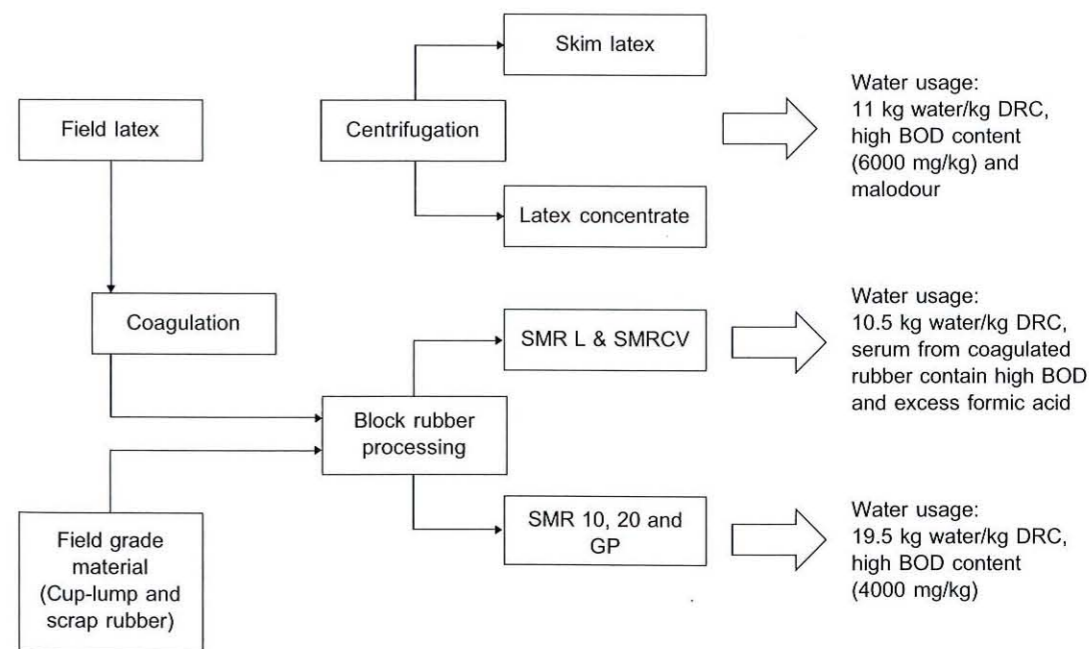 Skim latex
Field latex
Centrifugation
Water usage:
11 kg water/kg DRC,
high BOD content
(6000 mg/kg) and
malodour
Latex concentrate
Coagulation
SMR L & SMRCV
Water usage:
10.5 kg water/kg DRC,
serum from coagulated
rubber contain high BOD
and excess formic acid
Block rubber
processing
Field grade
material
(Cup-lump and
scrap rubber)
SMR 10, 20 and
GP
Water usage:
19.5 kg water/kg DRC,
high BOD content
(4000 mg/kg)